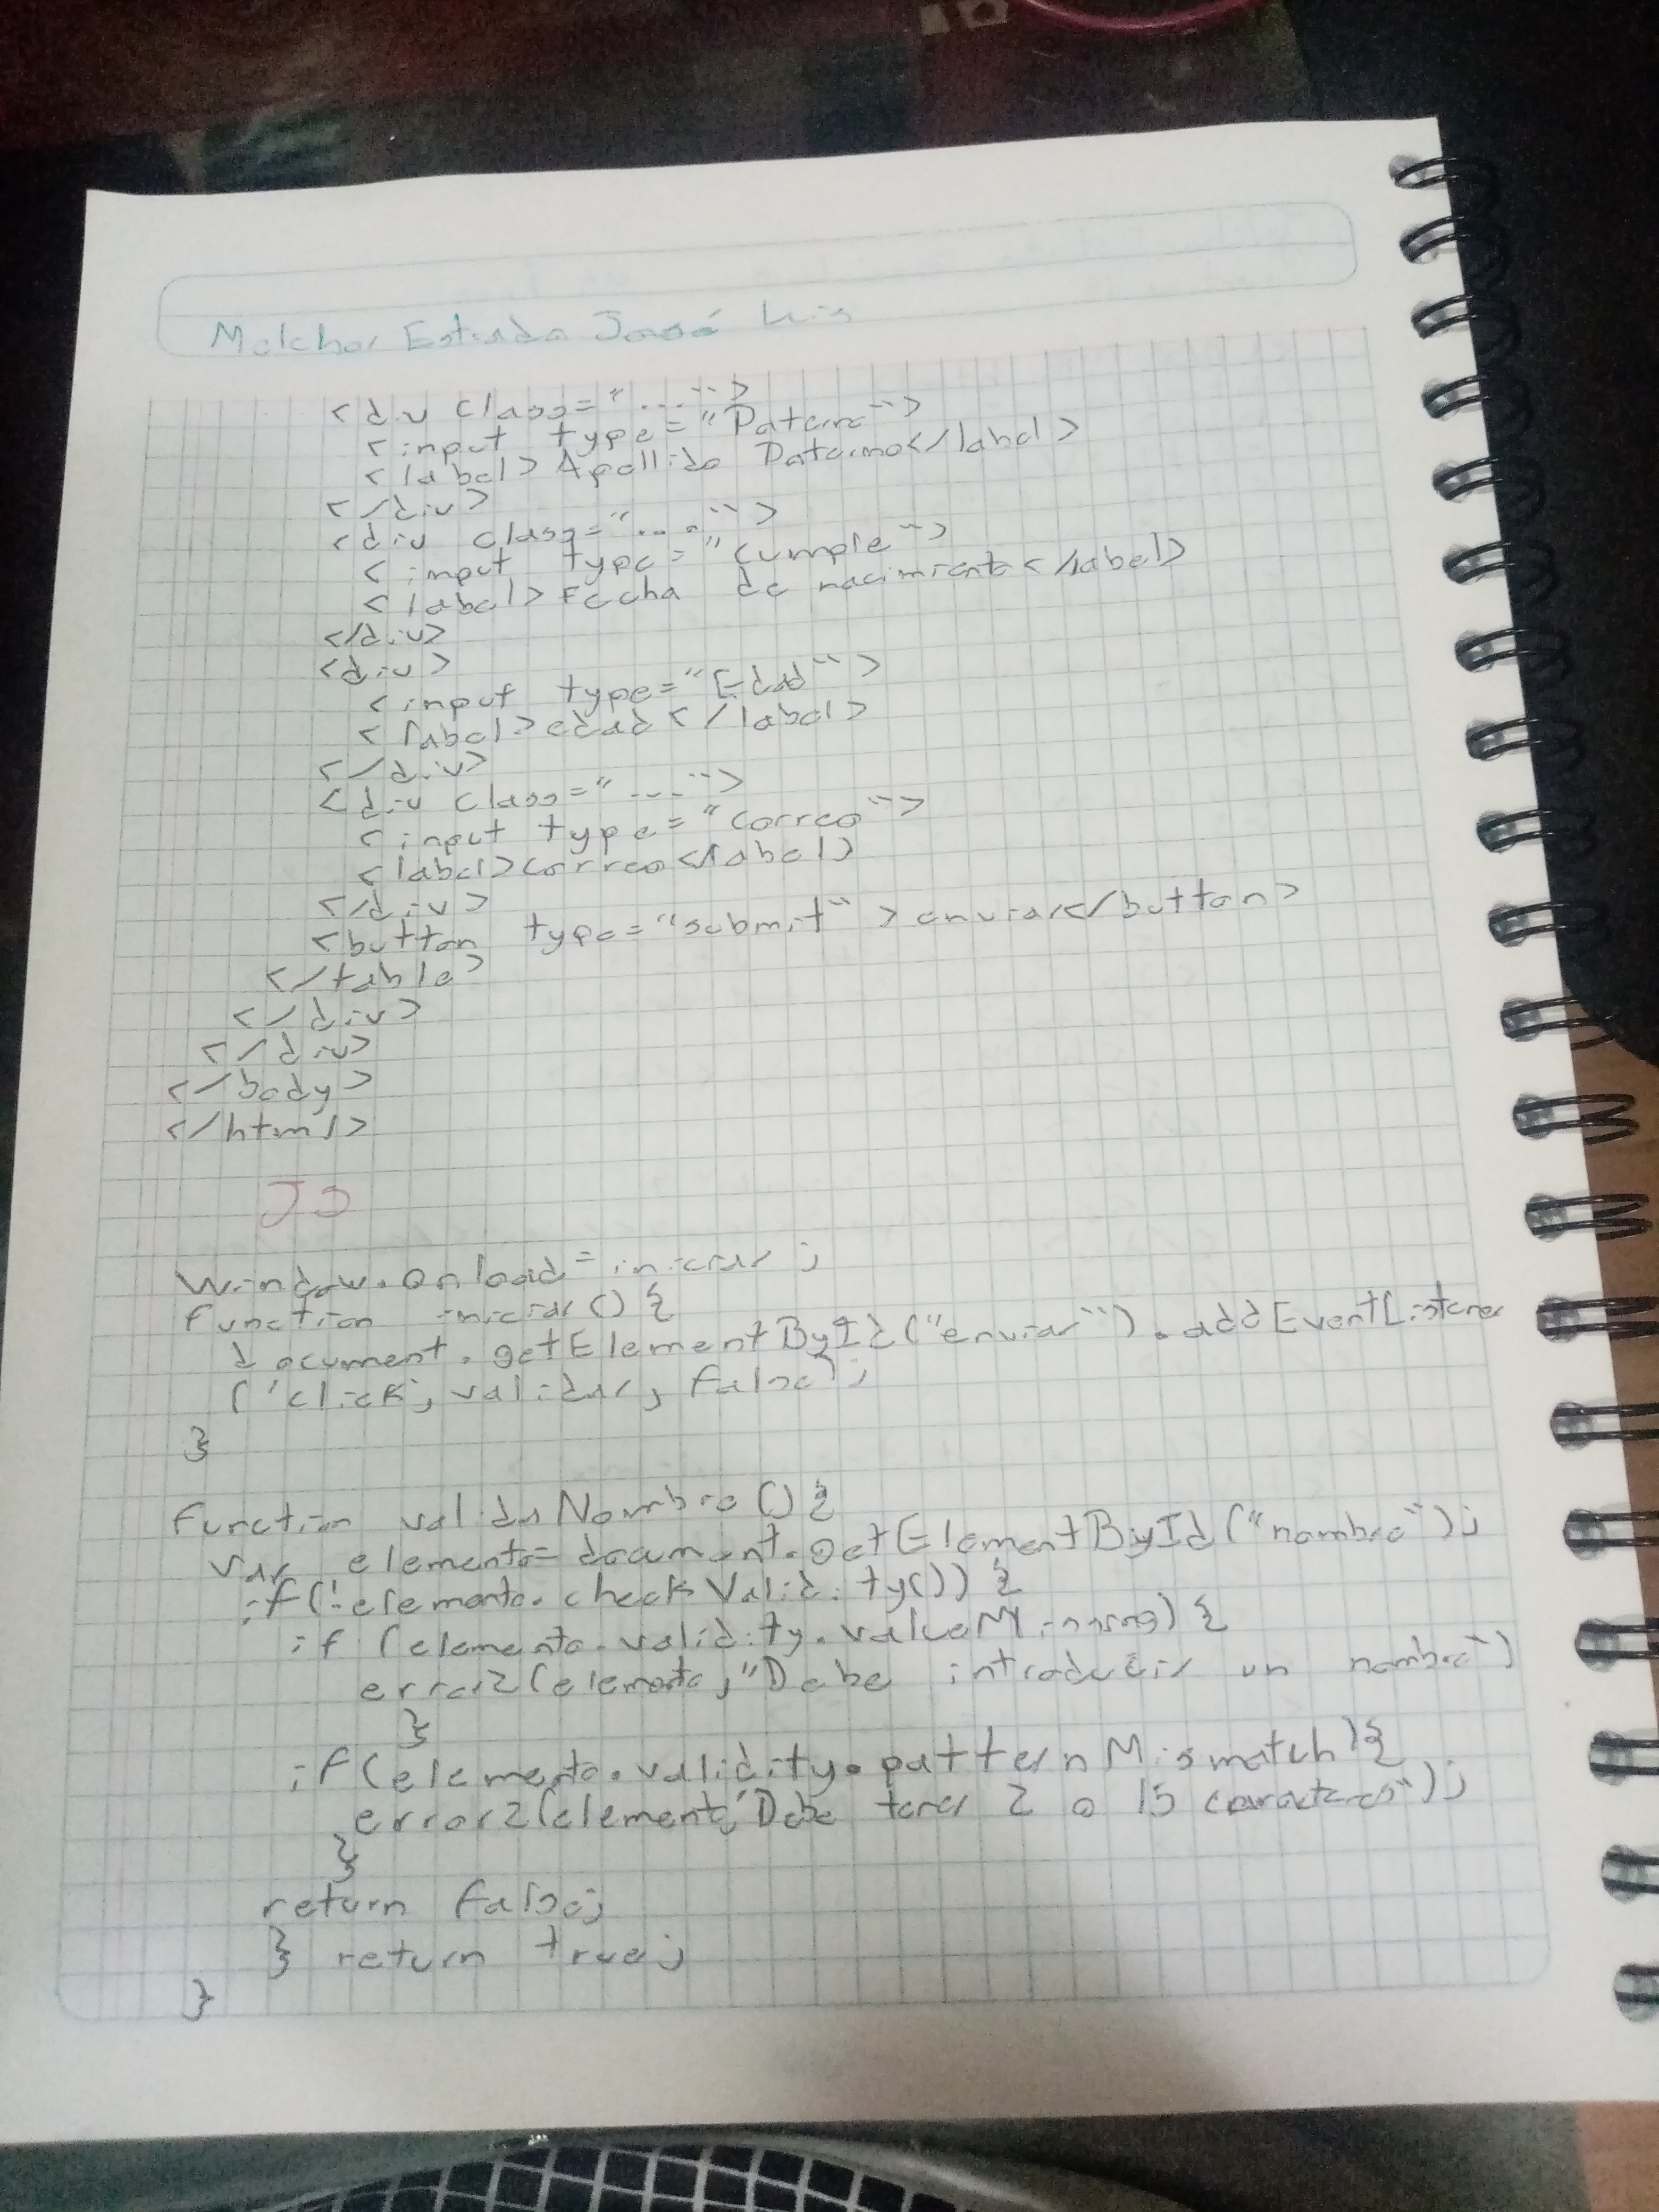 Melchor Estrada José Luis
<div class="....">
<input type="Paterno">
<label>Apellido Paterno</label>
</div>
<div class="....">
<input type="cumple">
<label>Fecha de nacimiento</label>
</div>
<div>
<input type="Edad">
<label>edad</label>
</div>
<div class="....">
<input type="correo">
<label>correo</label>
</div>
<button type="submit">enviar</button>
</table>
</div>
</div>
</body>
</html>
JS
window.onload=iniciar;
function iniciar(){
document.getElementById("enviar").addEventListener
('click', validar, false);
}
function validarNombre(){
var elemento=document.getElementById("nombre");
if(!elemento.checkValidity()){
if(elemento.validity.valueMissing){
error2(elemento,"Debe introducir un nombre")
}
if(elemento.validity.patternMismatch){
error2(elemento,"Debe tener 2 a 15 caracteres");
}
return false;
} return true;
}